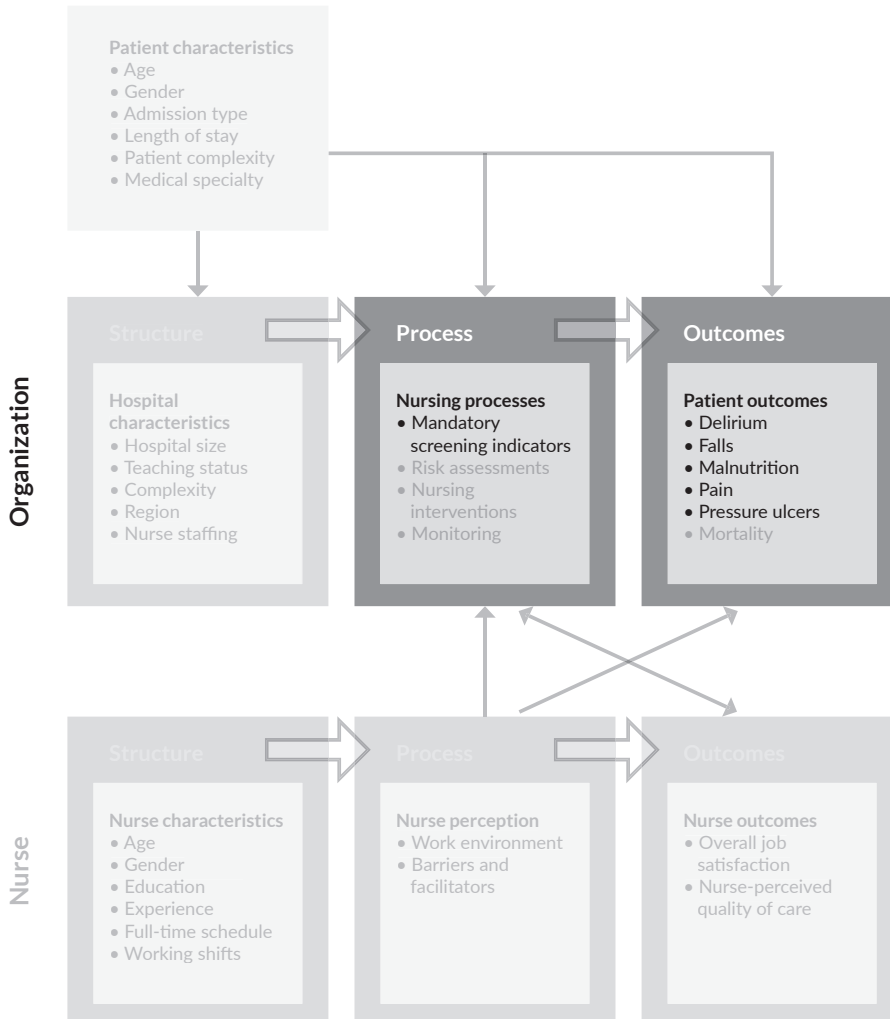 Patient characteristics
• Age
• Gender
• Admission type
• Length of stay
• Patient complexity
• Medical specialty
Organization
Structure
Hospital
characteristics
• Hospital size
• Teaching status
• Complexity
• Region
• Nurse staffing
Process
Nursing processes
• Mandatory
screening indicators
• Risk assessments
• Nursing
interventions
• Monitoring
Outcomes
Patient outcomes
• Delirium
• Falls
• Malnutrition
• Pain
• Pressure ulcers
• Mortality
Nurse
Structure
Nurse characteristics
• Age
• Gender
• Education
• Experience
• Full-time schedule
• Working shifts
Process
Nurse perception
• Work environment
• Barriers and
facilitators
Outcomes
Nurse outcomes
• Overall job
satisfaction
• Nurse-perceived
quality of care